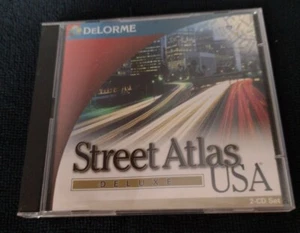 DELORME
Street Atlas
DELUXE
USA
2-CD Set